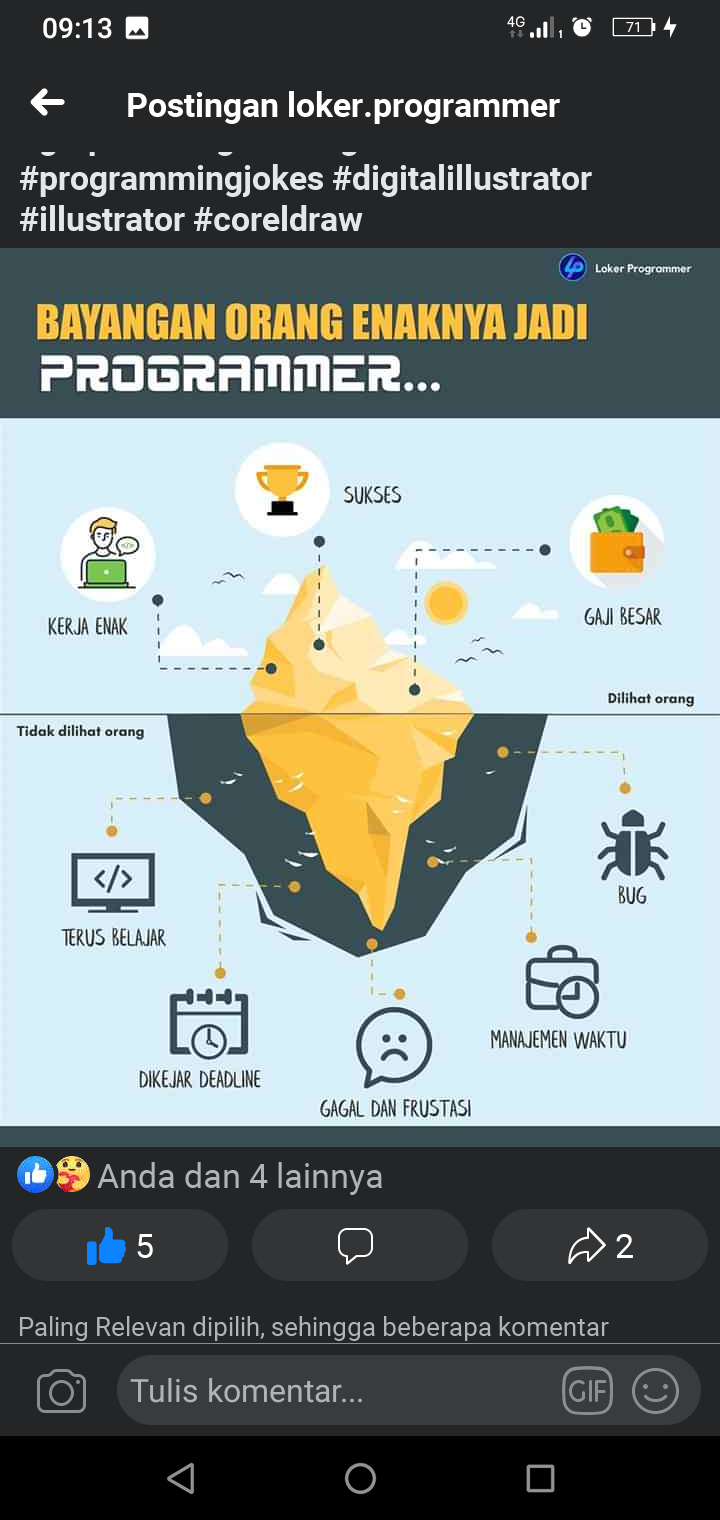 09:13
4G
1
71
Postingan loker.programmer
#programmingjokes #digitalillustrator
#illustrator #coreldraw
Loker Programmer
BAYANGAN ORANG ENAKNYA JADI
PROGRAMMER...
SUKSES
</>
KERJA ENAK
GAJI BESAR
Dilihat orang
Tidak dilihat orang
</>
BUG
TERUS BELAJAR
MANAJEMEN WAKTU
DIKEJAR DEADLINE
GAGAL DAN FRUSTASI
Anda dan 4 lainnya
5
2
Paling Relevan dipilih, sehingga beberapa komentar
Tulis komentar...
GIF